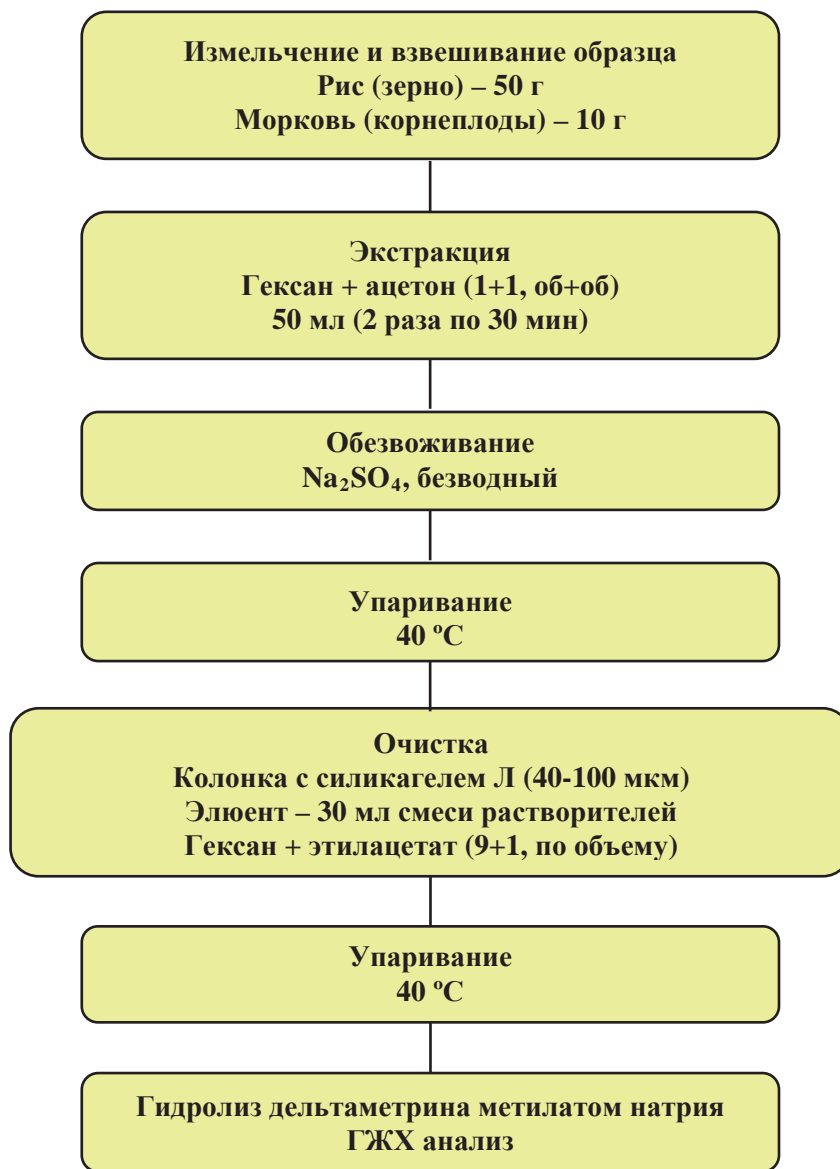 Измельчение и взвешивание образца
Рис (зерно) – 50 г
Морковь (корнеплоды) – 10 г
Экстракция
Гексан + ацетон (1+1, об+об)
50 мл (2 раза по 30 мин)
Обезвоживание
Na₂SO₄, безводный
Упаривание
40 ºС
Очистка
Колонка с силикагелем Л (40-100 мкм)
Элюент – 30 мл смеси растворителей
Гексан + этилацетат (9+1, по объему)
Упаривание
40 ºС
Гидролиз дельтаметрина метилатом натрия
ГЖХ анализ